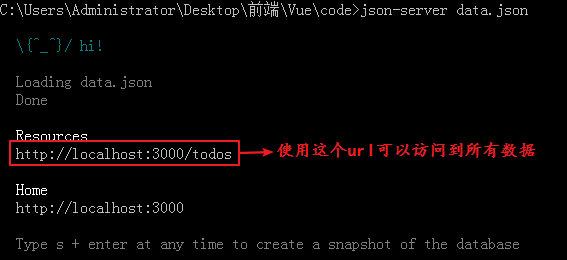 C:\Users\Administrator\Desktop\前端\Vue\code>json-server data.json
\{^_^}/ hi!
Loading data.json
Done
Resources
http://localhost:3000/todos
使用这个url可以访问到所有数据
Home
http://localhost:3000
Type s + enter at any time to create a snapshot of the database